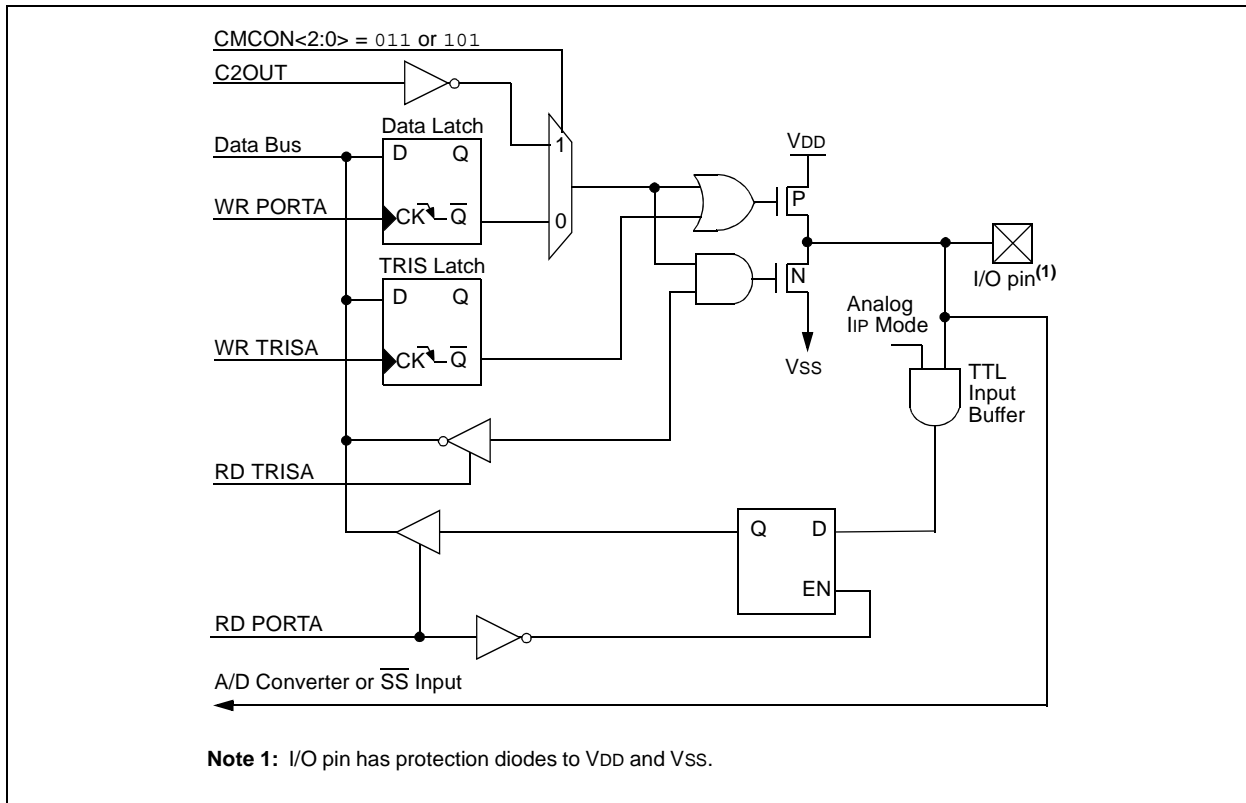 CMCON<2:0> = 011 or 101
C2OUT
Data Latch
Data Bus
D Q
1
VDD
WR PORTA
CK Q̅
0
P
TRIS Latch
D Q
N
I/O pin(1)
Analog
IIP Mode
WR TRISA
CK Q̅
VSS
TTL
Input
Buffer
RD TRISA
Q D
EN
RD PORTA
A/D Converter or S̅S̅ Input
Note 1: I/O pin has protection diodes to VDD and VSS.